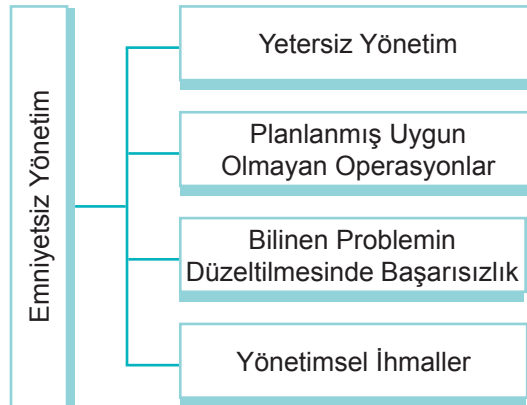 Emniyetsiz Yönetim
Yetersiz Yönetim
Planlanmış Uygun
Olmayan Operasyonlar
Bilinen Problemin
Düzeltilmesinde Başarısızlık
Yönetimsel İhmaller